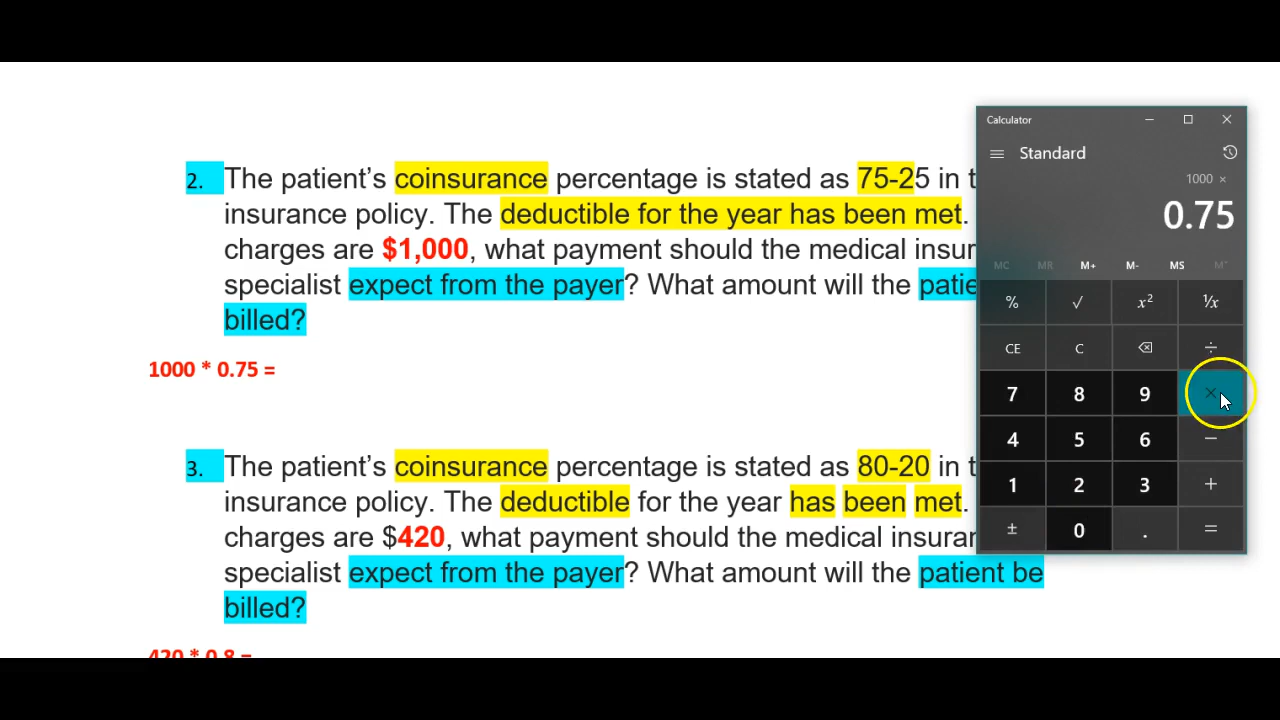 2. The patient's coinsurance percentage is stated as 75-25 in t
insurance policy. The deductible for the year has been met.
charges are $1,000, what payment should the medical insur
specialist expect from the payer? What amount will the patie
billed?
1000 * 0.75 =
3. The patient's coinsurance percentage is stated as 80-20 in t
insurance policy. The deductible for the year has been met.
charges are $420, what payment should the medical insuran
specialist expect from the payer? What amount will the patient be
billed?
420 * 0.8 =
Calculator
Standard
1000 ×
0.75
MC MR M+ M- MS M˅
% √ x² ¹/x
CE C ⌫ ÷
7 8 9 ×
4 5 6 −
1 2 3 +
± 0 . =